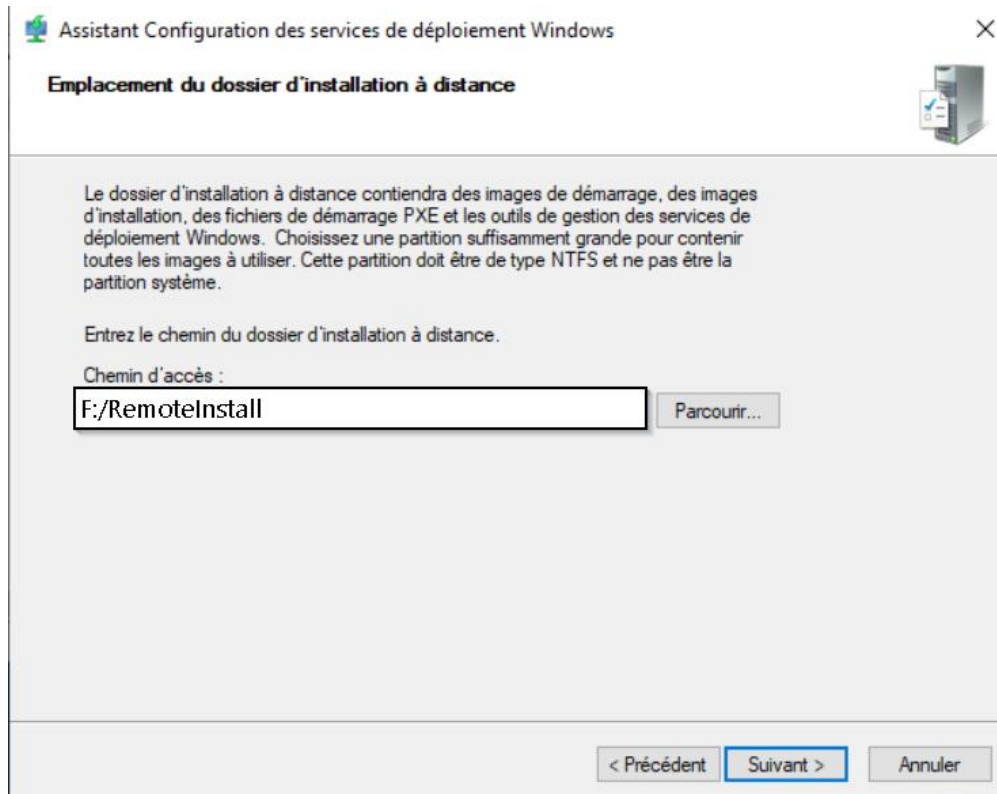 Assistant Configuration des services de déploiement Windows
Emplacement du dossier d'installation à distance
Le dossier d'installation à distance contiendra des images de démarrage, des images
d'installation, des fichiers de démarrage PXE et les outils de gestion des services de
déploiement Windows. Choisissez une partition suffisamment grande pour contenir
toutes les images à utiliser. Cette partition doit être de type NTFS et ne pas être la
partition système.
Entrez le chemin du dossier d'installation à distance.
Chemin d'accès :
F:/RemoteInstall
Parcourir...
< Précédent
Suivant >
Annuler